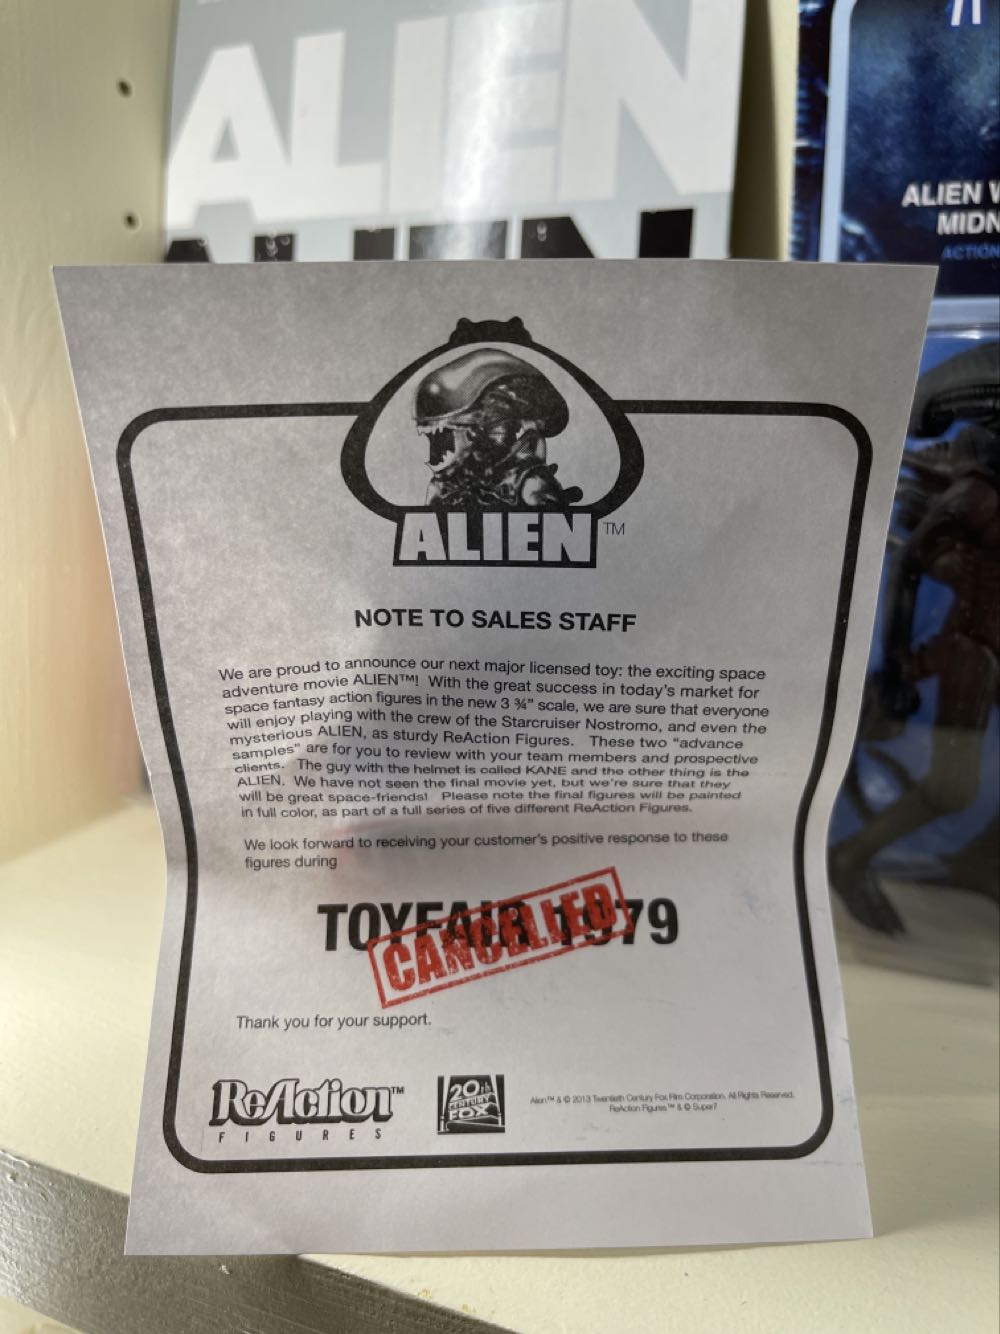 ALIEN
ALIEN
MIDN
ACTION
ALIEN™
NOTE TO SALES STAFF
We are proud to announce our next major licensed toy: the exciting space
adventure movie ALIEN™! With the great success in today's market for
space fantasy action figures in the new 3 ¾" scale, we are sure that everyone
will enjoy playing with the crew of the Starcruiser Nostromo, and even the
mysterious ALIEN, as sturdy ReAction Figures. These two "advance
samples" are for you to review with your team members and prospective
clients. The guy with the helmet is called KANE and the other thing is the
ALIEN. We have not seen the final movie yet, but we're sure that they
will be great space-friends! Please note the final figures will be painted
in full color, as part of a full series of five different ReAction Figures.
We look forward to receiving your customer's positive response to these
figures during
TOYFAIR 1979
CANCELLED
Thank you for your support.
ReAction™
FIGURES
20th
CENTURY
FOX
Alien™ & © 2013 Twentieth Century Fox Film Corporation. All Rights Reserved.
ReAction Figures™ & © Super7